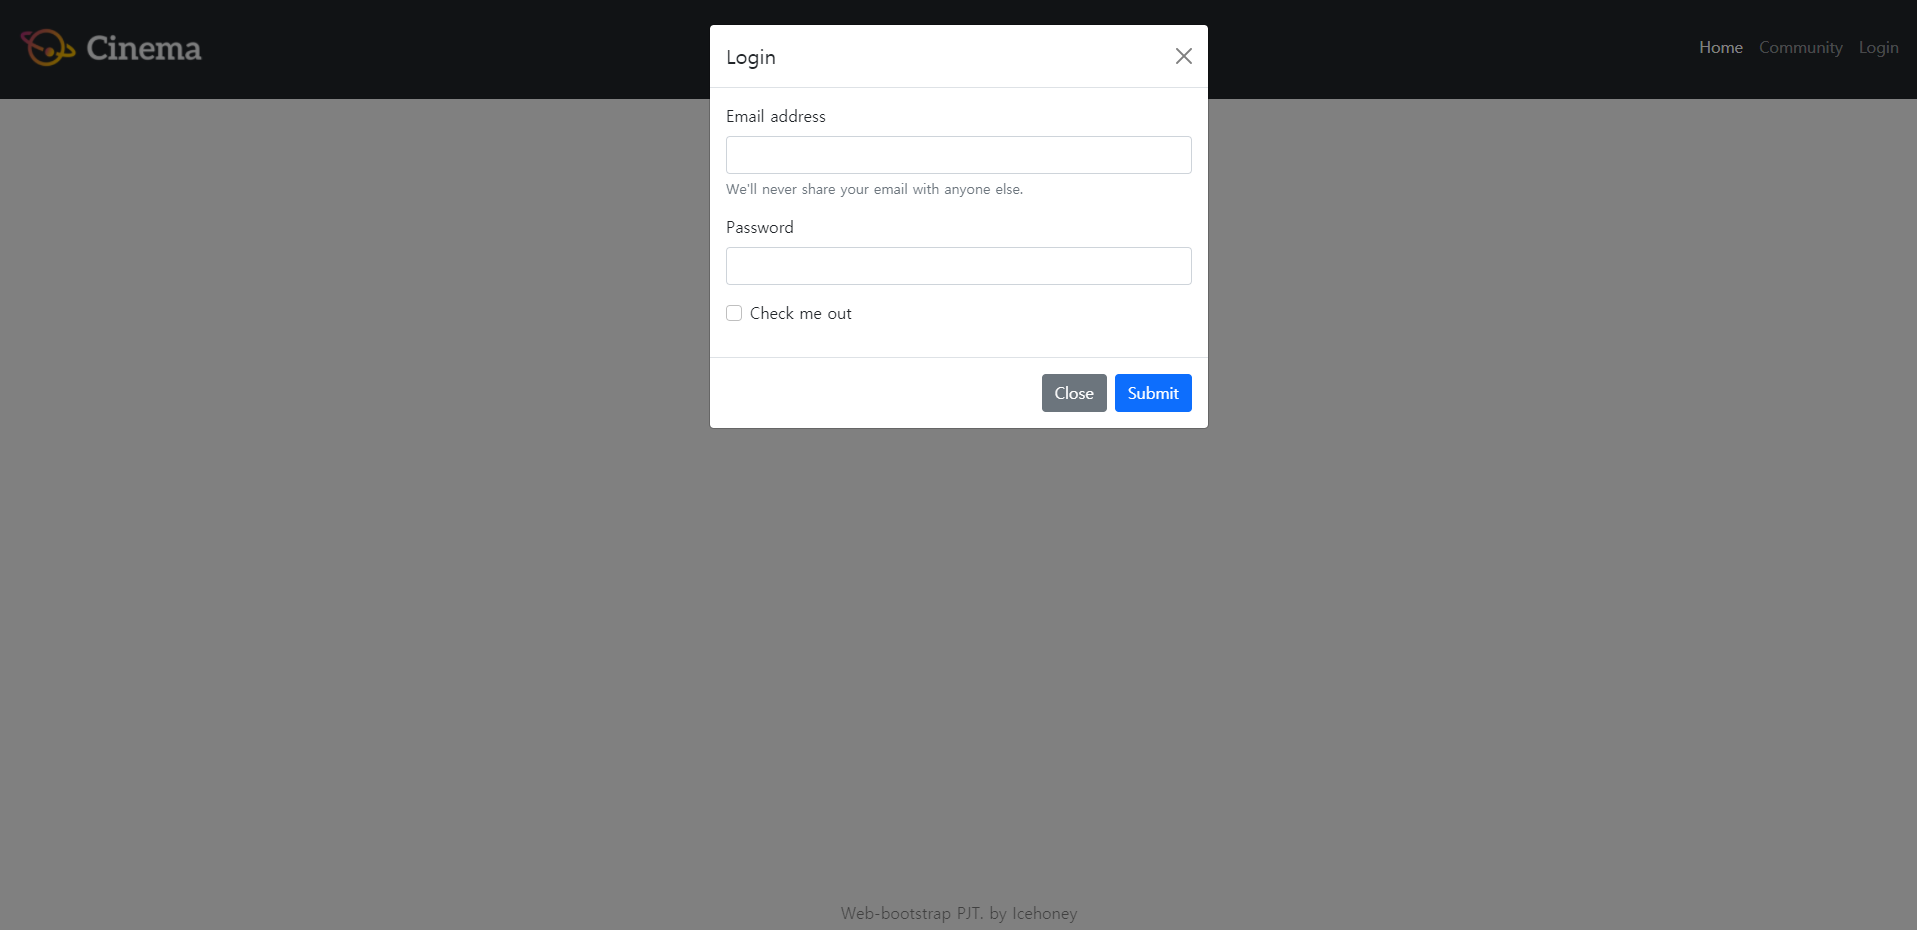 Cinema
Home Community Login
Login
Email address
We'll never share your email with anyone else.
Password
Check me out
Close Submit
Web-bootstrap PJT. by Icehoney